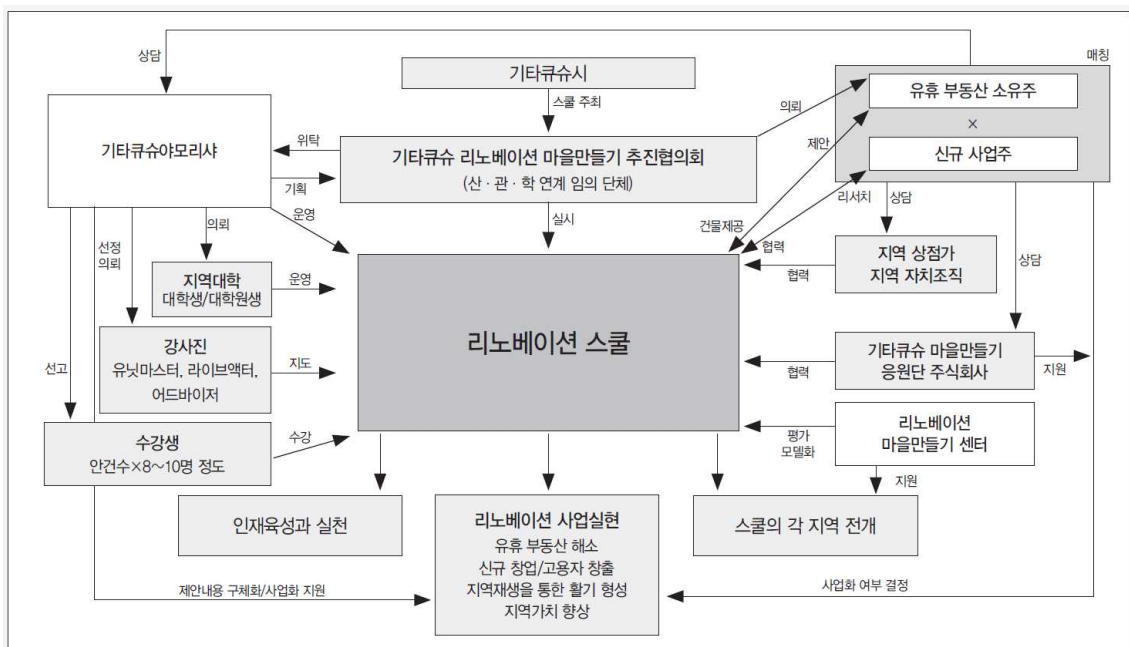 상담
매칭
기타큐슈시
유휴 부동산 소유주
×
신규 사업주
스쿨 주최
의뢰
기타큐슈야모리샤
위탁
기획
기타큐슈 리노베이션 마을만들기 추진협의회
(산 · 관 · 학 연계 임의 단체)
제안
리서치
상담
운영
실시
건물제공
협력
선정
의뢰
의뢰
지역대학
대학생/대학원생
운영
리노베이션 스쿨
협력
지역 상점가
지역 자치조직
상담
선고
강사진
유닛마스터, 라이브액터,
어드바이저
지도
협력
기타큐슈 마을만들기
응원단 주식회사
지원
수강생
안건수×8~10명 정도
수강
평가
모델화
리노베이션
마을만들기 센터
지원
인재육성과 실천
리노베이션 사업실현
유휴 부동산 해소
신규 창업/고용자 창출
지역재생을 통한 활기 형성
지역가치 향상
스쿨의 각 지역 전개
제안내용 구체화/사업화 지원
사업화 여부 결정